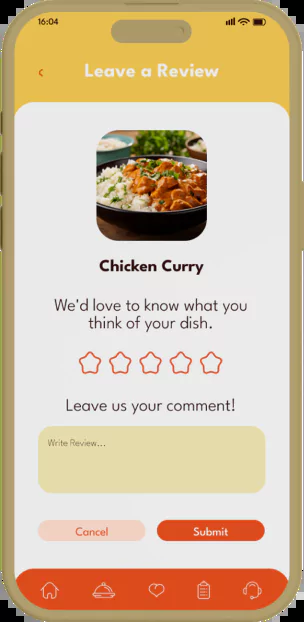 16:04
Leave a Review
Chicken Curry
We'd love to know what you
think of your dish.
Leave us your comment!
Write Review...
Cancel
Submit